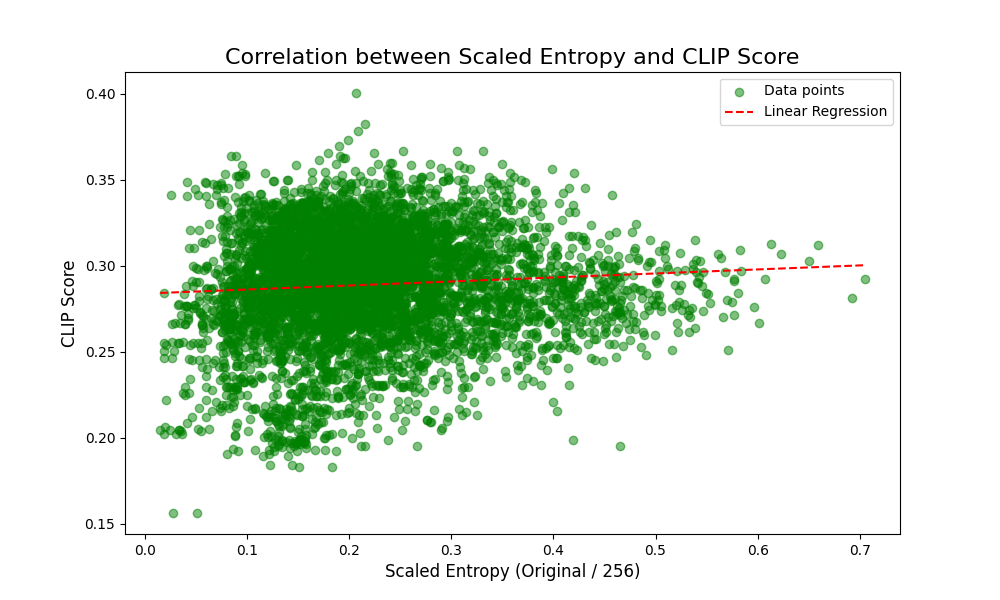 Correlation between Scaled Entropy and CLIP Score
Data points
Linear Regression
CLIP Score
0.40
0.35
0.30
0.25
0.20
0.15
0.0 0.1 0.2 0.3 0.4 0.5 0.6 0.7
Scaled Entropy (Original / 256)